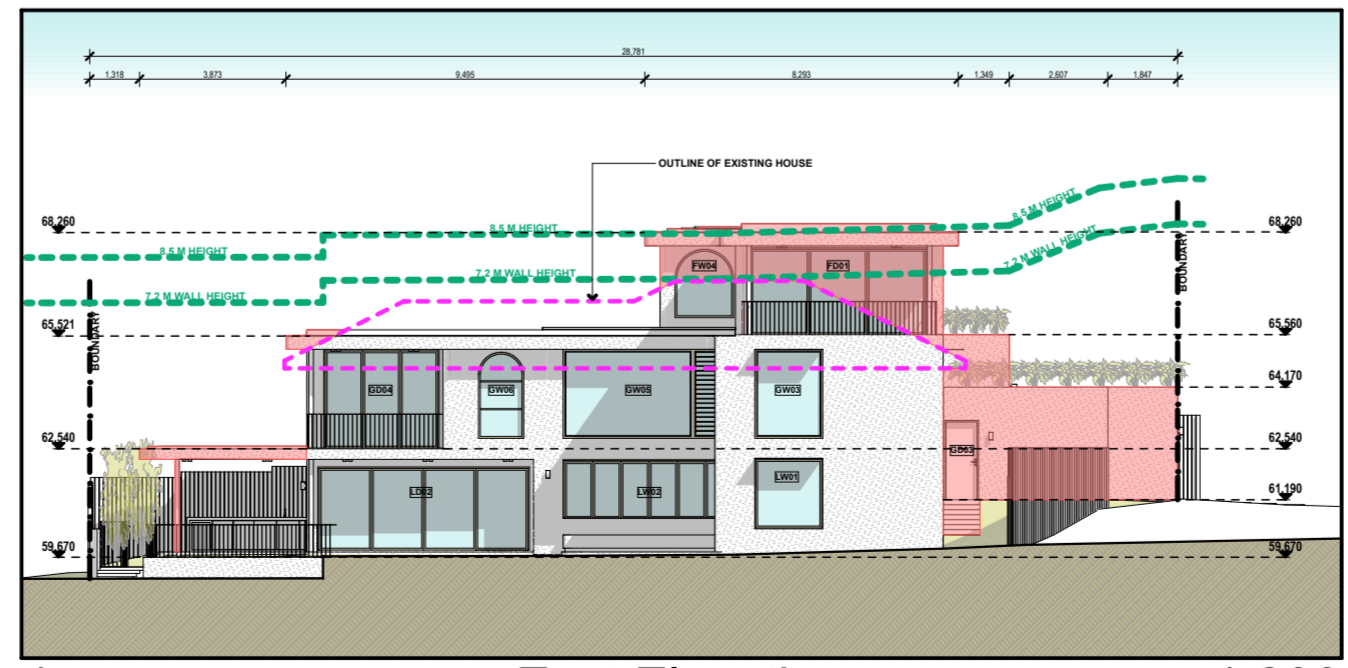 28,781
1,318 3,873 9,495 8,293 1,349 2,607 1,847
OUTLINE OF EXISTING HOUSE
68,260 8.5 M HEIGHT 8.5 M HEIGHT 8.5 M HEIGHT 68,260
7.2 M WALL HEIGHT 7.2 M WALL HEIGHT 7.2 M WALL HEIGHT
BOUNDARY BOUNDARY
FW04 FD01
65,521 65,560
64,170
GD04 GW06 GW05 GW03
62,540 62,540
GD03
LD02 LW02 LW01
61,190
59,670 59,670